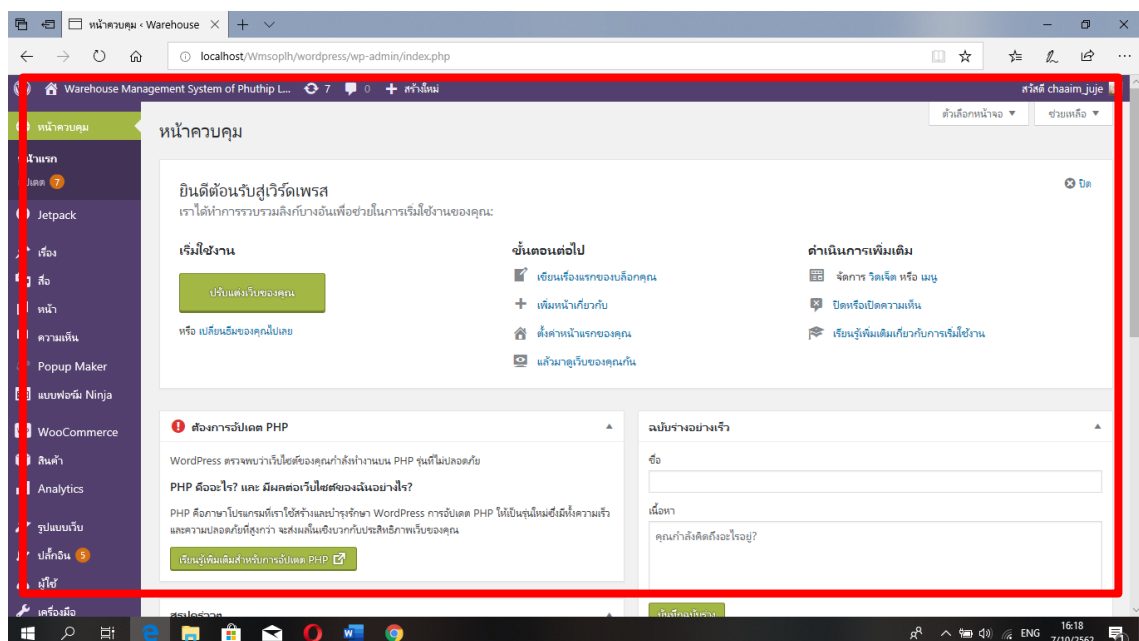 หน้าควบคุม ‹ Warehouse
localhost/Wmsoplh/wordpress/wp-admin/index.php
Warehouse Management System of Phuthip L... 7 0 สร้างใหม่ สวัสดี chaaim_juje
ตัวเลือกหน้าจอ ช่วยเหลือ
หน้าควบคุม
หน้าควบคุม
หน้าแรก
7
Jetpack
เรื่อง
สื่อ
หน้า
ความเห็น
Popup Maker
แบบฟอร์ม Ninja
WooCommerce
สินค้า
Analytics
รูปแบบเว็บ
ปลั๊กอิน 5
ผู้ใช้
เครื่องมือ
ยินดีต้อนรับสู่เวิร์ดเพรส
ปิด
เราได้ทำการรวบรวมลิงก์บางอันเพื่อช่วยในการเริ่มใช้งานของคุณ:
เริ่มใช้งาน
ปรับแต่งเว็บของคุณ
หรือ เปลี่ยนธีมของคุณไปเลย
ขั้นตอนต่อไป
เขียนเรื่องแรกของบล็อกคุณ
เพิ่มหน้าเกี่ยวกับ
ตั้งค่าหน้าแรกของคุณ
แล้วมาดูเว็บของคุณกัน
ดำเนินการเพิ่มเติม
จัดการ วิดเจ็ต หรือ เมนู
ปิดหรือเปิดความเห็น
เรียนรู้เพิ่มเติมเกี่ยวกับการเริ่มใช้งาน
ต้องการอัปเดต PHP
WordPress ตรวจพบว่าเว็บไซต์ของคุณกำลังทำงานบน PHP รุ่นที่ไม่ปลอดภัย
PHP คืออะไร? และ มีผลต่อเว็บไซต์ของฉันอย่างไร?
PHP คือภาษาโปรแกรมที่เราใช้สร้างและบำรุงรักษา WordPress การอัปเดต PHP ให้เป็นรุ่นใหม่ซึ่งมีทั้งความเร็ว
และความปลอดภัยที่สูงกว่า จะส่งผลในเชิงบวกกับประสิทธิภาพเว็บของคุณ
เรียนรู้เพิ่มเติมสำหรับการอัปเดต PHP
ฉบับร่างอย่างเร็ว
ชื่อ
เนื้อหา
คุณกำลังคิดถึงอะไรอยู่?
บันทึกฉบับร่าง
ENG
16:18
7/10/2562